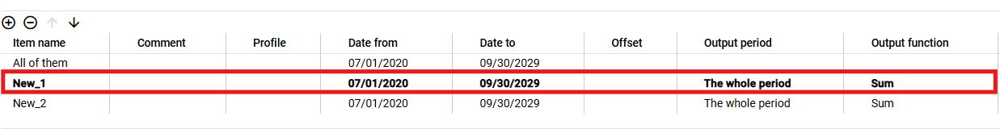 Item name Comment Profile Date from Date to Offset Output period Output function
All of them 07/01/2020 09/30/2029
New_1 07/01/2020 09/30/2029 The whole period Sum
New_2 07/01/2020 09/30/2029 The whole period Sum